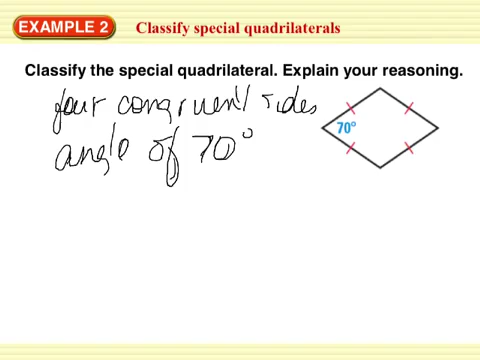 EXAMPLE 2 Classify special quadrilaterals
Classify the special quadrilateral. Explain your reasoning.
four congruent sides
70°
angle of 70°